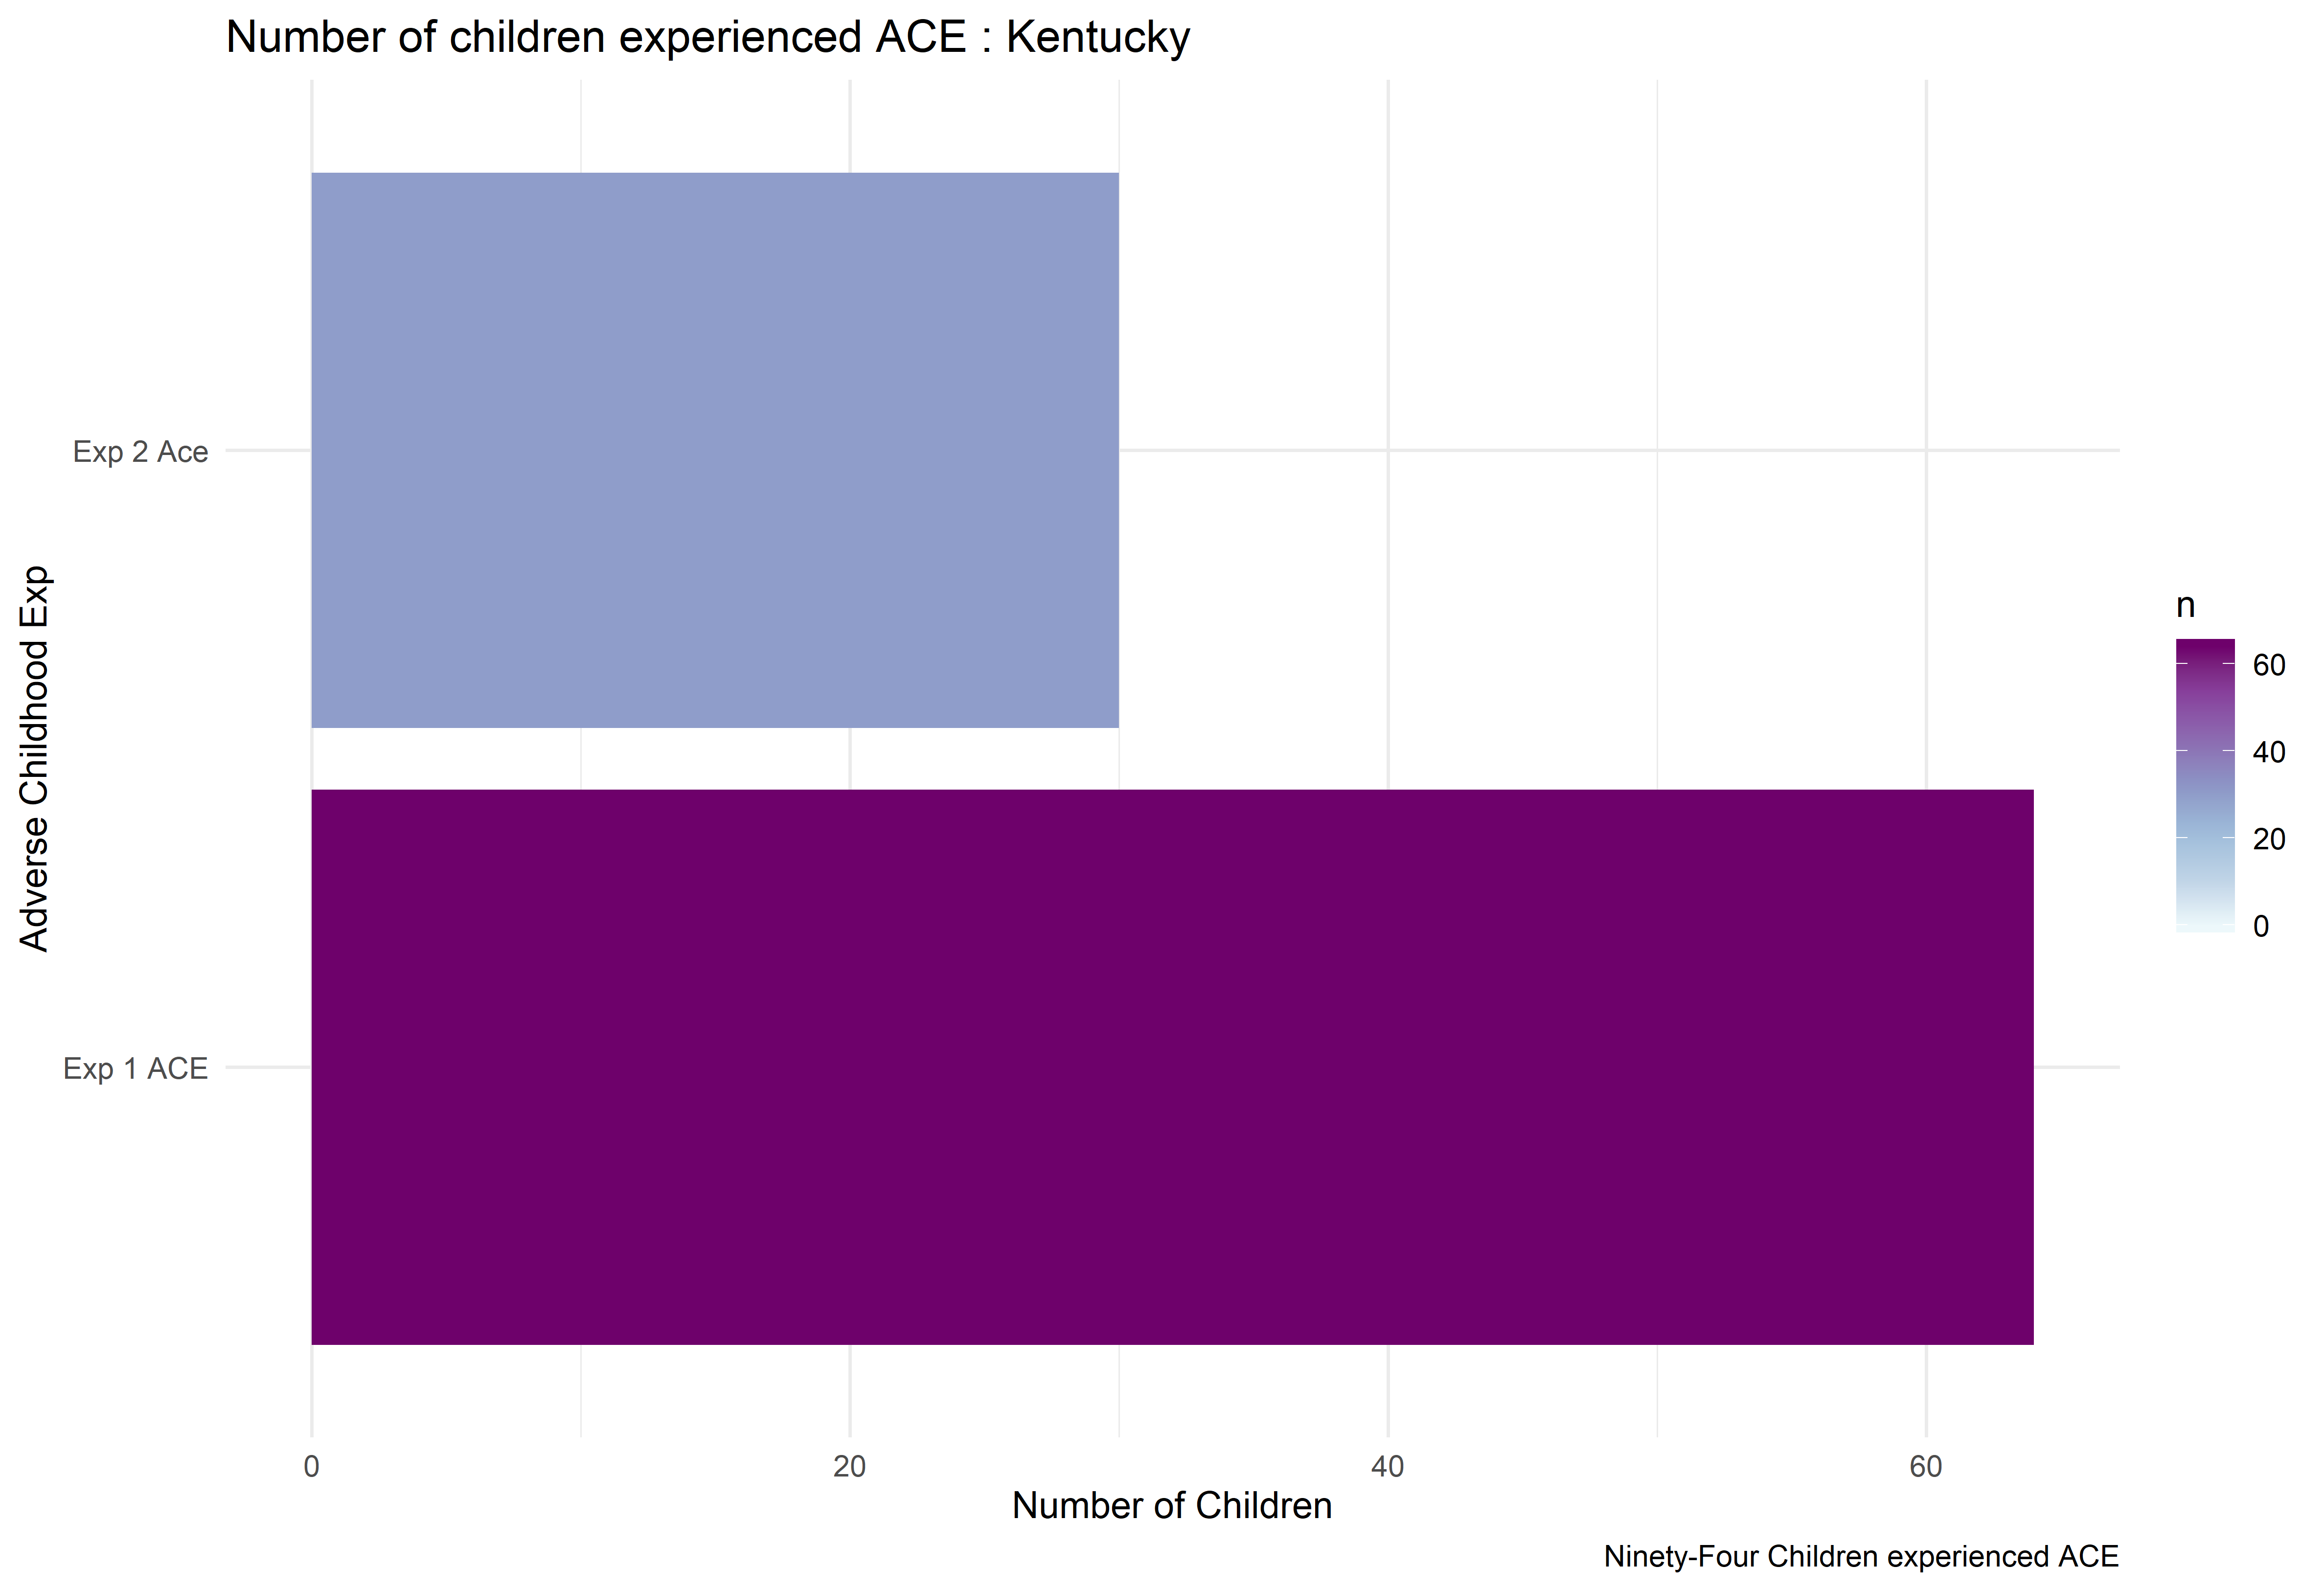 Number of children experienced ACE : Kentucky
Adverse Childhood Exp
Exp 2 Ace
Exp 1 ACE
0
20
40
60
Number of Children
n
60
40
20
0
Ninety-Four Children experienced ACE